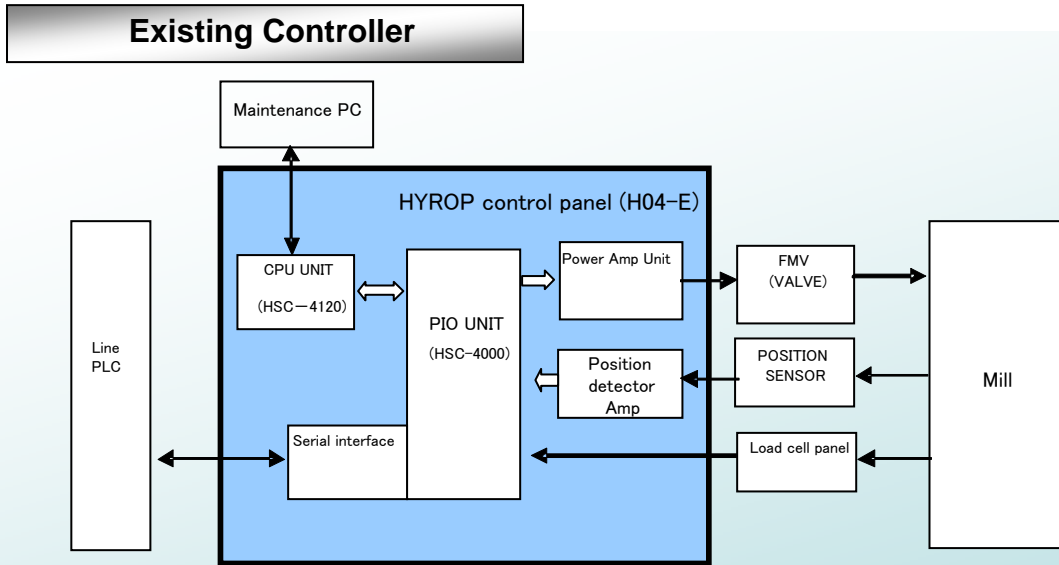 Existing Controller
Maintenance PC
HYROP control panel (H04-E)
CPU UNIT
(HSC－4120)
PIO UNIT
(HSC-4000)
Power Amp Unit
FMV
(VALVE)
Line
PLC
Position
detector
Amp
POSITION
SENSOR
Mill
Serial interface
Load cell panel